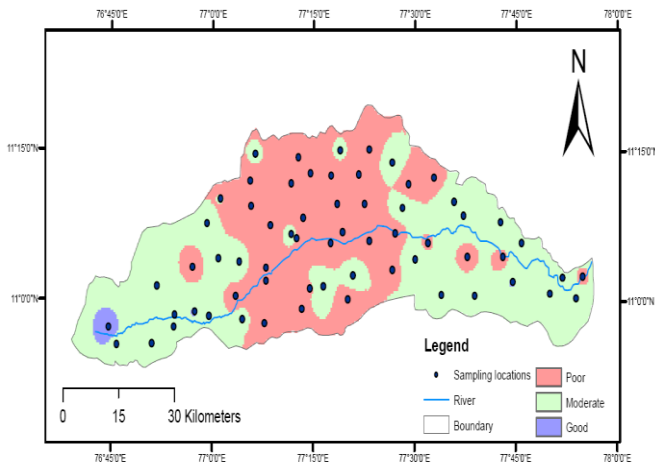 76°45'0"E 77°0'0"E 77°15'0"E 77°30'0"E 77°45'0"E 78°0'0"E
N
11°15'0"N 11°15'0"N
11°0'0"N 11°0'0"N
Legend
Sampling locations Poor
River Moderate
Boundary Good
0 15 30 Kilometers
76°45'0"E 77°0'0"E 77°15'0"E 77°30'0"E 77°45'0"E 78°0'0"E